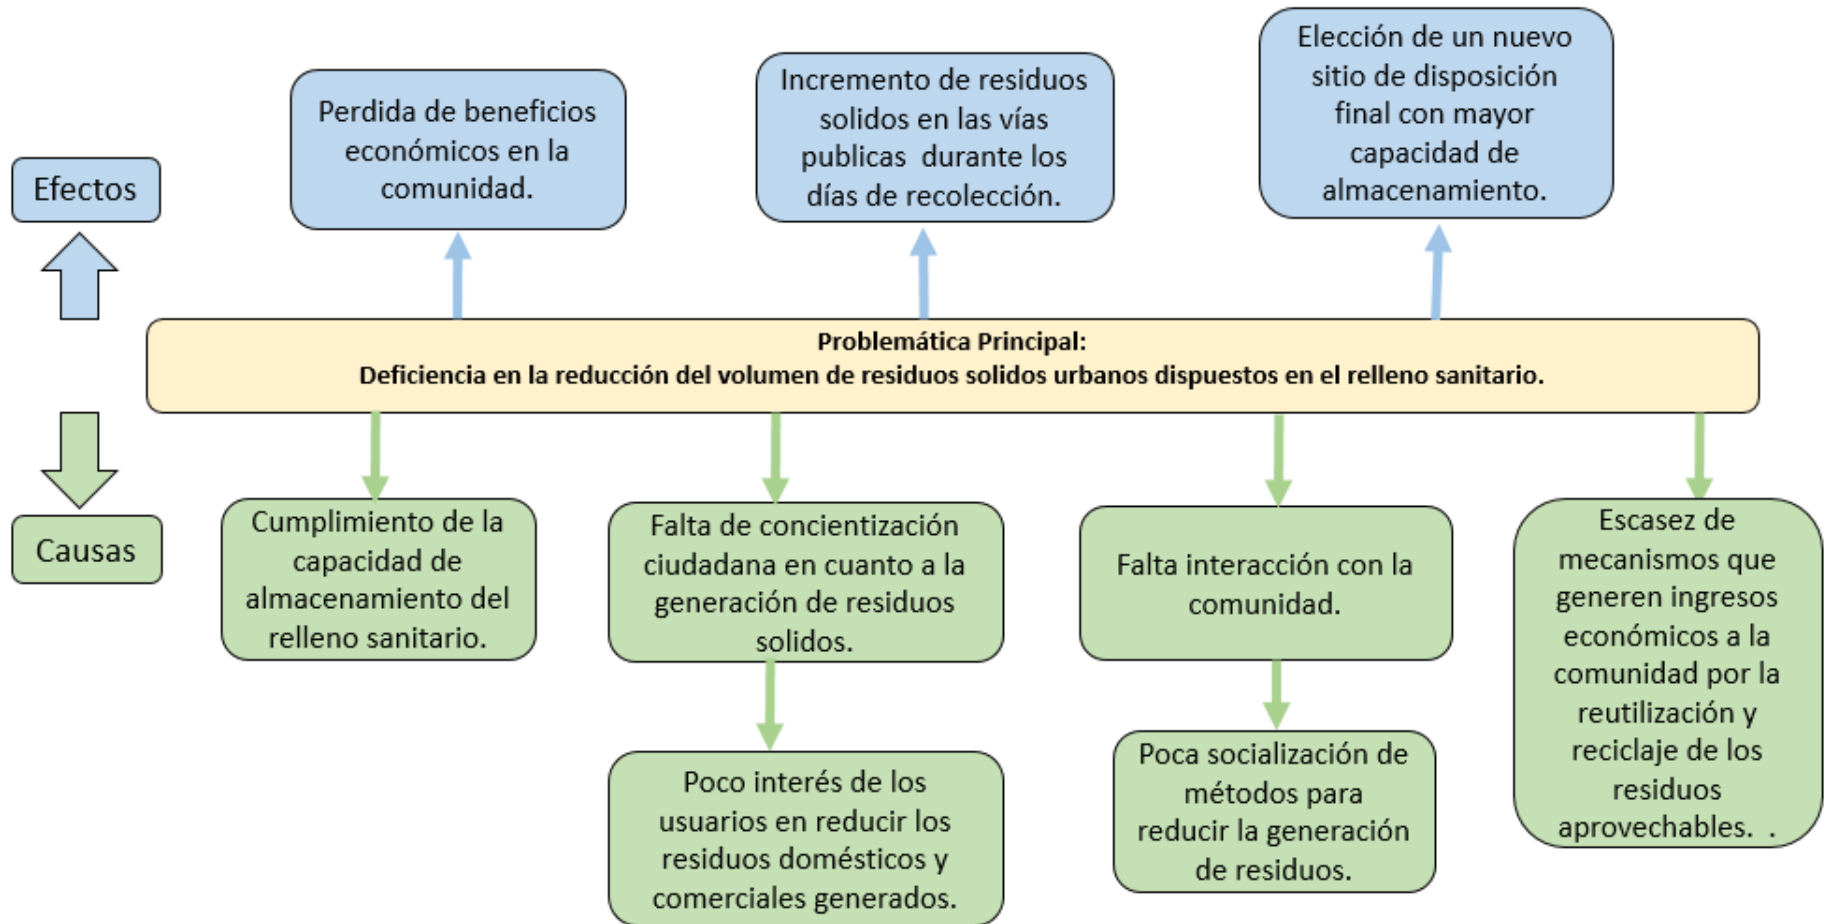 Elección de un nuevo
sitio de disposición
final con mayor
capacidad de
almacenamiento.
Incremento de residuos
solidos en las vías
publicas durante los
días de recolección.
Perdida de beneficios
económicos en la
comunidad.
Efectos
Problemática Principal:
Deficiencia en la reducción del volumen de residuos solidos urbanos dispuestos en el relleno sanitario.
Causas
Cumplimiento de la
capacidad de
almacenamiento del
relleno sanitario.
Falta de concientización
ciudadana en cuanto a la
generación de residuos
solidos.
Falta interacción con la
comunidad.
Escasez de
mecanismos que
generen ingresos
económicos a la
comunidad por la
reutilización y
reciclaje de los
residuos
aprovechables. .
Poco interés de los
usuarios en reducir los
residuos domésticos y
comerciales generados.
Poca socialización de
métodos para
reducir la generación
de residuos.